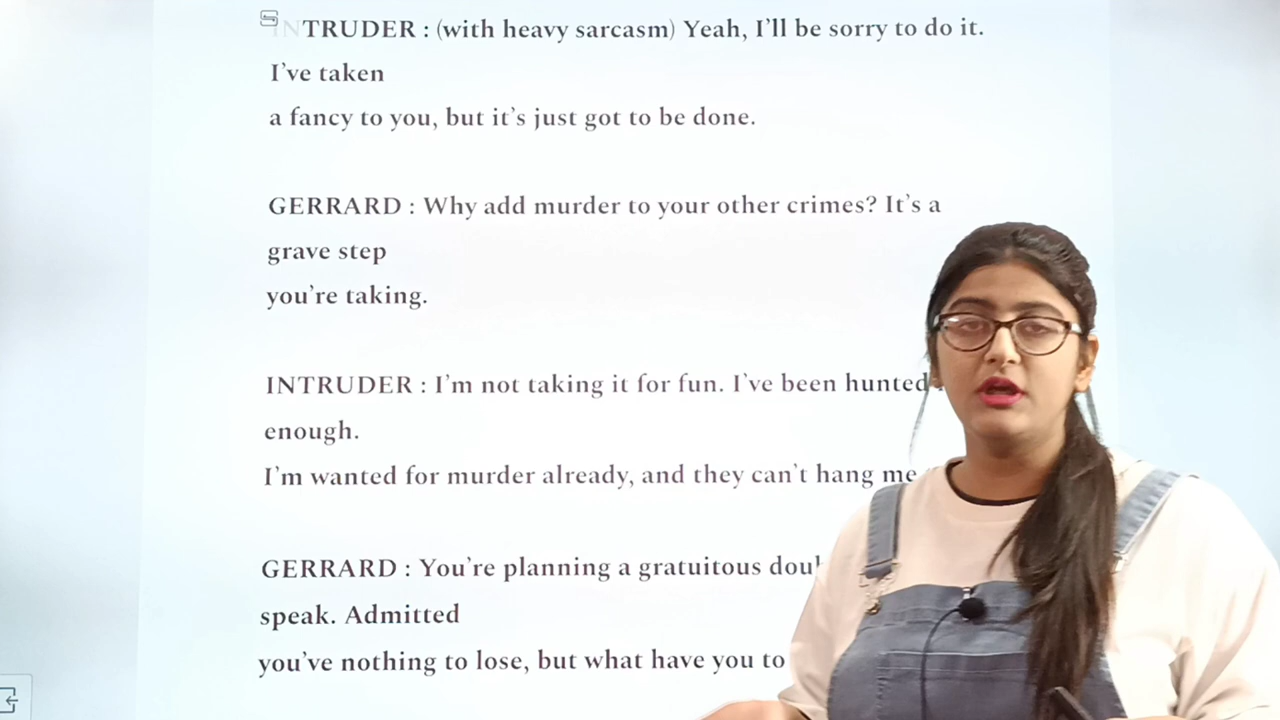 INTRUDER : (with heavy sarcasm) Yeah, I'll be sorry to do it.
I've taken
a fancy to you, but it's just got to be done.
GERRARD : Why add murder to your other crimes? It's a
grave step
you're taking.
INTRUDER : I'm not taking it for fun. I've been hunted
enough.
I'm wanted for murder already, and they can't hang me
GERRARD : You're planning a gratuitous
speak. Admitted
you've nothing to lose, but what have you to